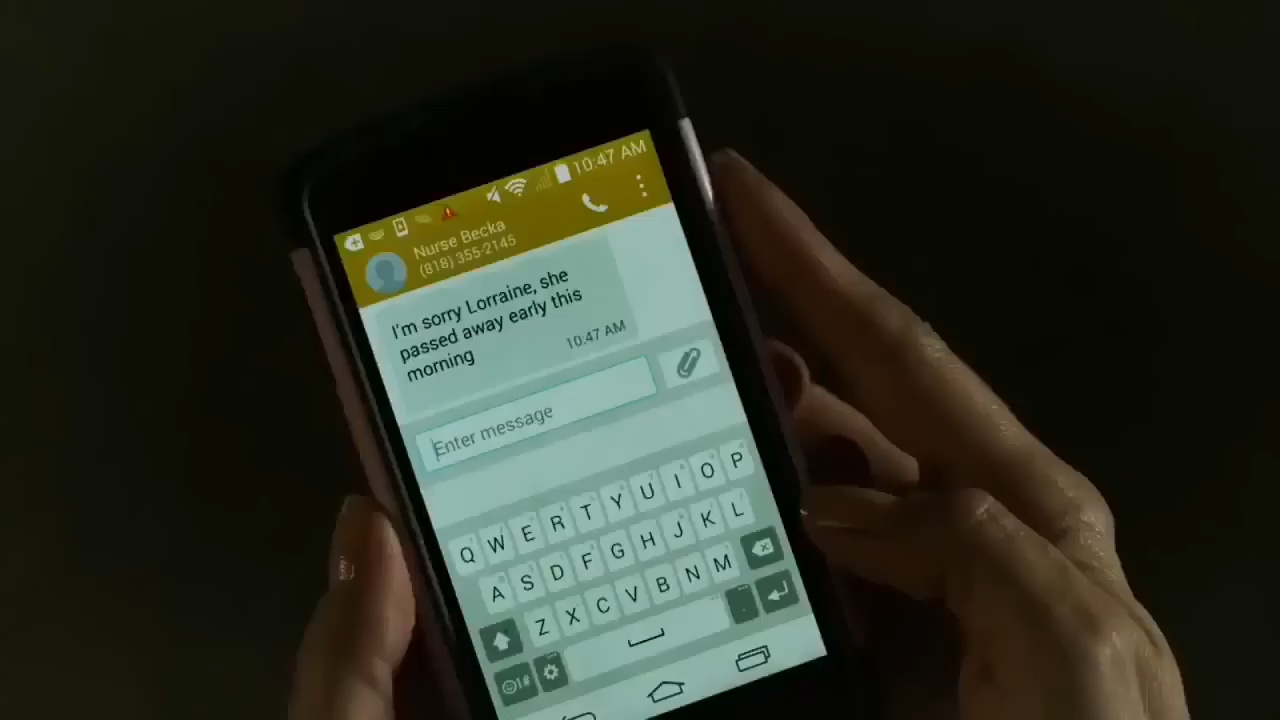 10:47 AM
Nurse Becka
(818) 355-2145
I'm sorry Lorraine, she
passed away early this
morning
10:47 AM
Enter message
Q W E R T Y U I O P
A S D F G H J K L
Z X C V B N M
1#